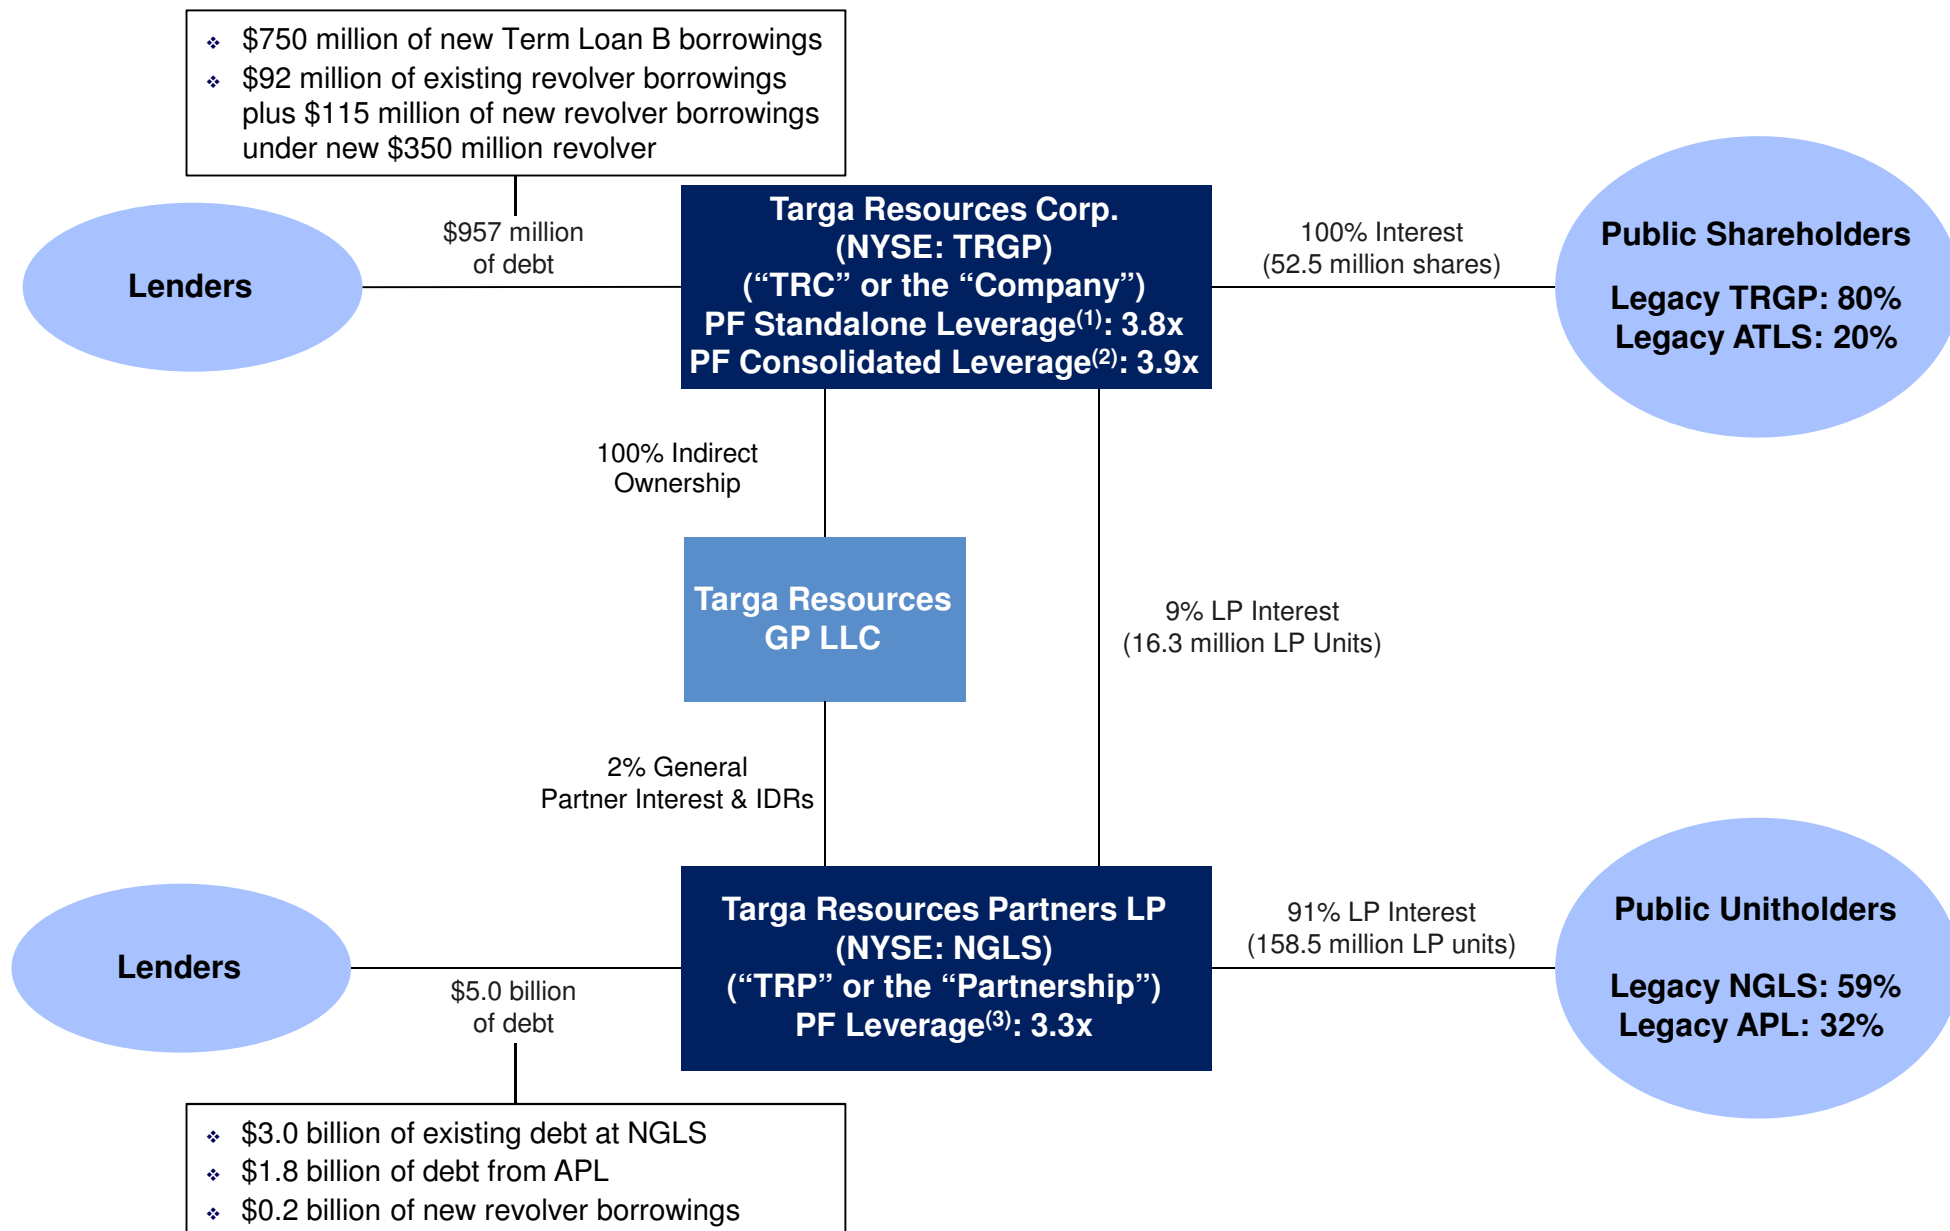 ❖ $750 million of new Term Loan B borrowings
❖ $92 million of existing revolver borrowings
plus $115 million of new revolver borrowings
under new $350 million revolver
Lenders
$957 million
of debt
Targa Resources Corp.
(NYSE: TRGP)
(“TRC” or the “Company”)
PF Standalone Leverage(1): 3.8x
PF Consolidated Leverage(2): 3.9x
100% Interest
(52.5 million shares)
Public Shareholders
Legacy TRGP: 80%
Legacy ATLS: 20%
100% Indirect
Ownership
Targa Resources
GP LLC
9% LP Interest
(16.3 million LP Units)
2% General
Partner Interest & IDRs
Lenders
$5.0 billion
of debt
Targa Resources Partners LP
(NYSE: NGLS)
(“TRP” or the “Partnership”)
PF Leverage(3): 3.3x
91% LP Interest
(158.5 million LP units)
Public Unitholders
Legacy NGLS: 59%
Legacy APL: 32%
❖ $3.0 billion of existing debt at NGLS
❖ $1.8 billion of debt from APL
❖ $0.2 billion of new revolver borrowings